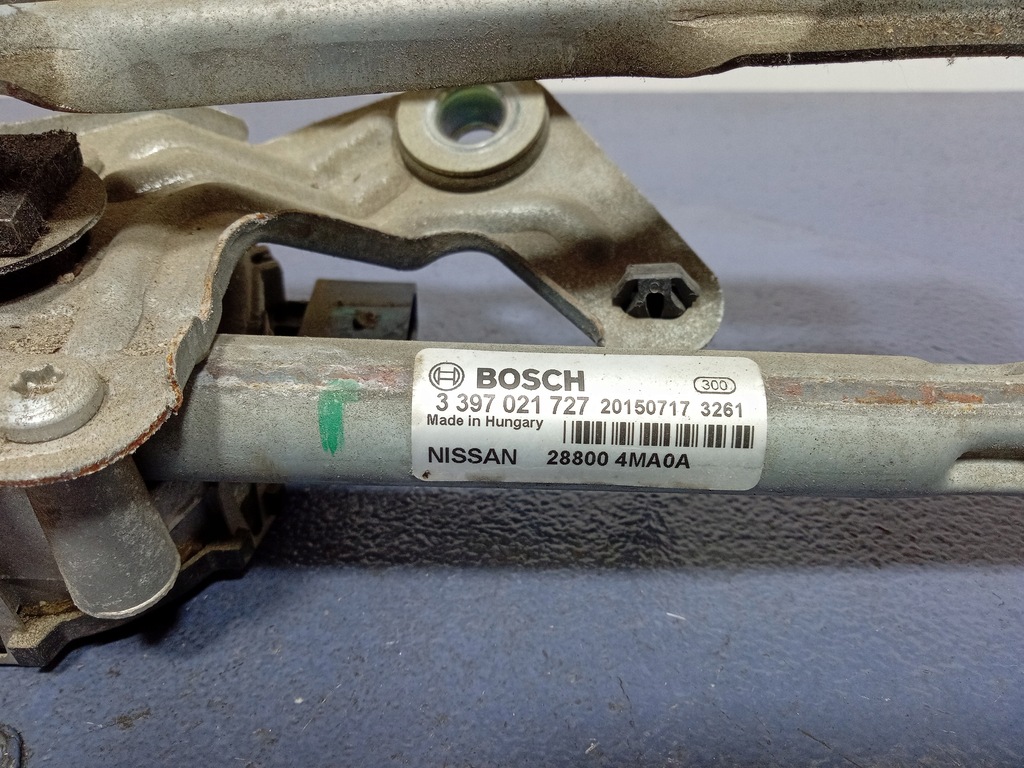 BOSCH 300
3 397 021 727 20150717 3261
Made in Hungary
NISSAN 28800 4MA0A